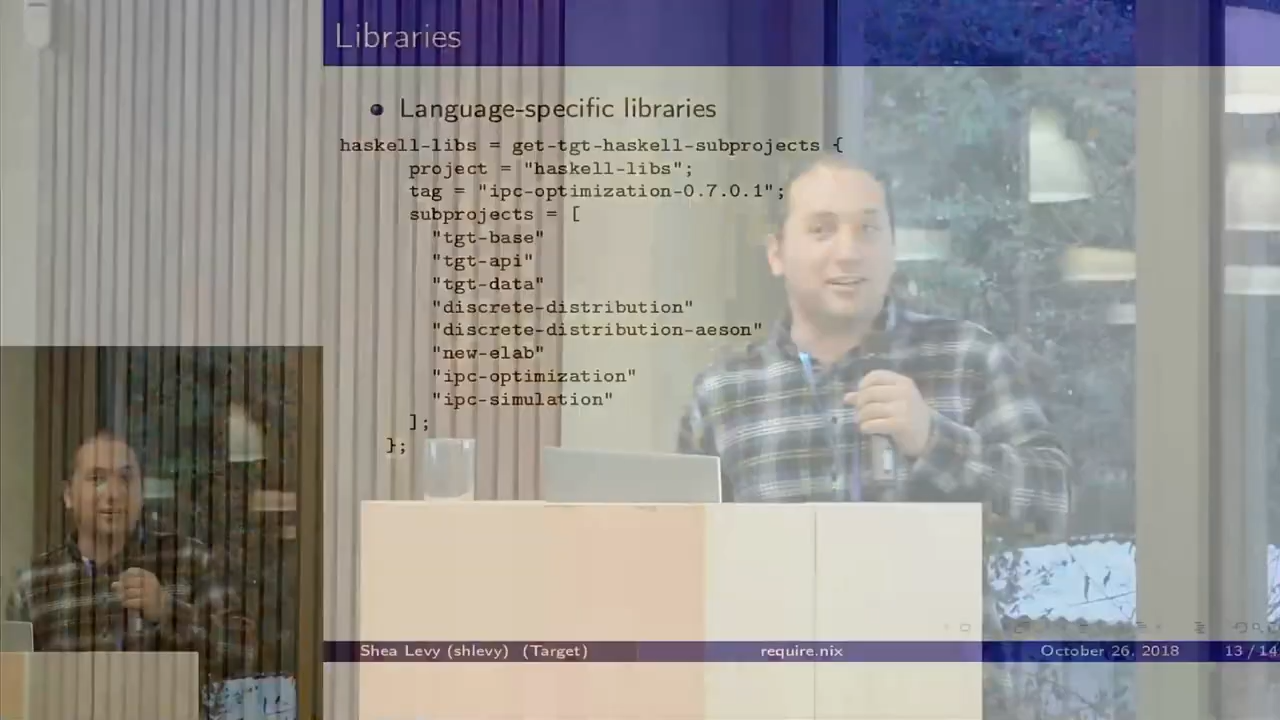 Libraries
Language-specific libraries
haskell-libs = get-tgt-haskell-subprojects {
project = "haskell-libs";
tag = "ipc-optimization-0.7.0.1";
subprojects = [
"tgt-base"
"tgt-api"
"tgt-data"
"discrete-distribution"
"discrete-distribution-aeson"
"new-elab"
"ipc-optimization"
"ipc-simulation"
];
};
Shea Levy (shlevy) (Target) require.nix October 26, 2018 13 / 14